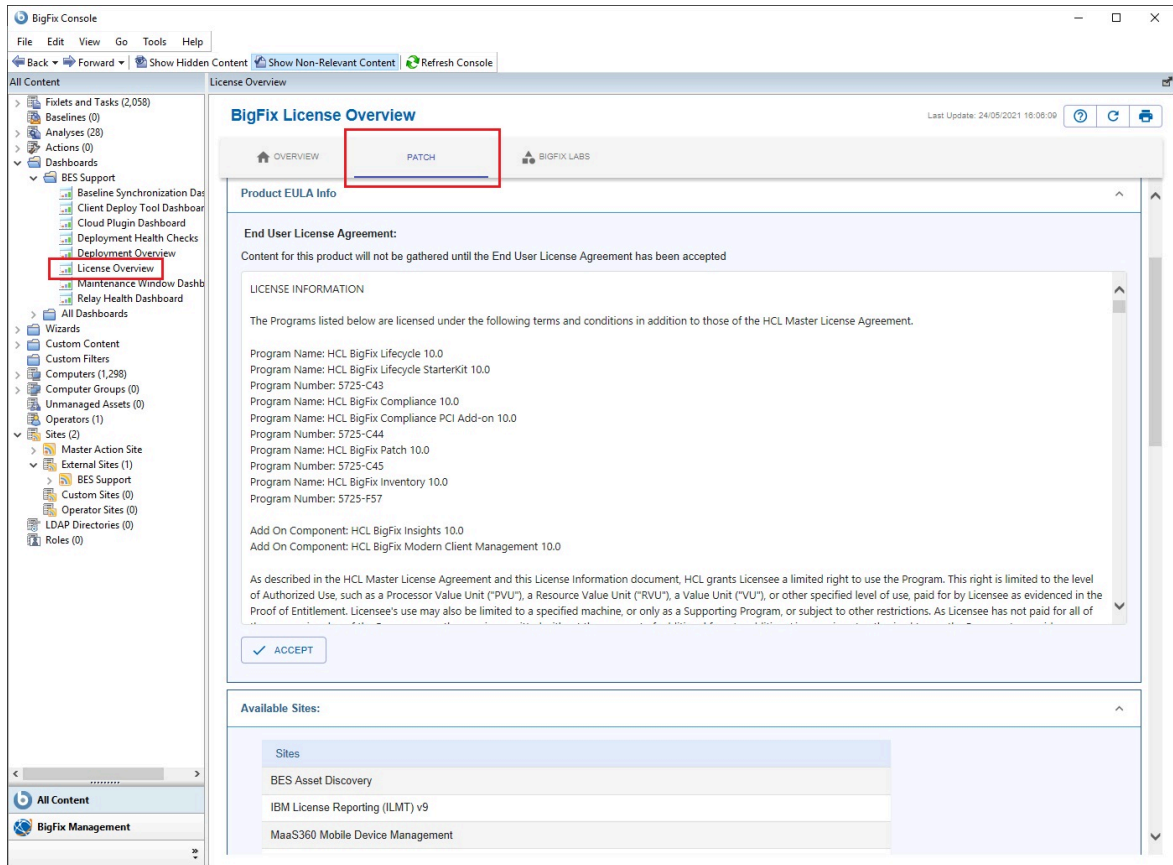 BigFix Console
File Edit View Go Tools Help
Back Forward Show Hidden Content Show Non-Relevant Content Refresh Console
All Content
Fixlets and Tasks (2,058)
Baselines (0)
Analyses (28)
Actions (0)
Dashboards
BES Support
Baseline Synchronization Das
Client Deploy Tool Dashboar
Cloud Plugin Dashboard
Deployment Health Checks
Deployment Overview
License Overview
Maintenance Window Dashb
Relay Health Dashboard
All Dashboards
Wizards
Custom Content
Custom Filters
Computers (1,298)
Computer Groups (0)
Unmanaged Assets (0)
Operators (1)
Sites (2)
Master Action Site
External Sites (1)
BES Support
Custom Sites (0)
Operator Sites (0)
LDAP Directories (0)
Roles (0)
All Content
BigFix Management
License Overview
BigFix License Overview
Last Update: 24/05/2021 16:06:09
OVERVIEW PATCH BIGFIX LABS
Product EULA Info
End User License Agreement:
Content for this product will not be gathered until the End User License Agreement has been accepted
LICENSE INFORMATION
The Programs listed below are licensed under the following terms and conditions in addition to those of the HCL Master License Agreement.
Program Name: HCL BigFix Lifecycle 10.0
Program Name: HCL BigFix Lifecycle StarterKit 10.0
Program Number: 5725-C43
Program Name: HCL BigFix Compliance 10.0
Program Name: HCL BigFix Compliance PCI Add-on 10.0
Program Number: 5725-C44
Program Name: HCL BigFix Patch 10.0
Program Number: 5725-C45
Program Name: HCL BigFix Inventory 10.0
Program Number: 5725-F57
Add On Component: HCL BigFix Insights 10.0
Add On Component: HCL BigFix Modern Client Management 10.0
As described in the HCL Master License Agreement and this License Information document, HCL grants Licensee a limited right to use the Program. This right is limited to the level
of Authorized Use, such as a Processor Value Unit ("PVU"), a Resource Value Unit ("RVU"), a Value Unit ("VU"), or other specified level of use, paid for by Licensee as evidenced in the
Proof of Entitlement. Licensee's use may also be limited to a specified machine, or only as a Supporting Program, or subject to other restrictions. As Licensee has not paid for all of
ACCEPT
Available Sites:
Sites
BES Asset Discovery
IBM License Reporting (ILMT) v9
MaaS360 Mobile Device Management